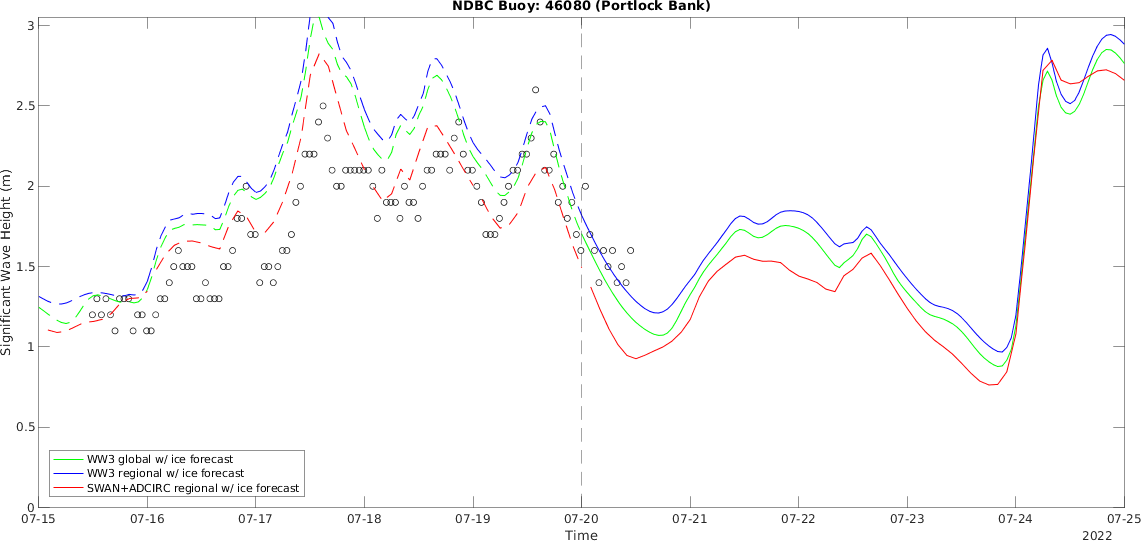 NDBC Buoy: 46080 (Portlock Bank)
3
2.5
2
1.5
1
0.5
0
Significant Wave Height (m)
WW3 global w/ ice forecast
WW3 regional w/ ice forecast
SWAN+ADCIRC regional w/ ice forecast
07-15 07-16 07-17 07-18 07-19 07-20 07-21 07-22 07-23 07-24 07-25
Time
2022